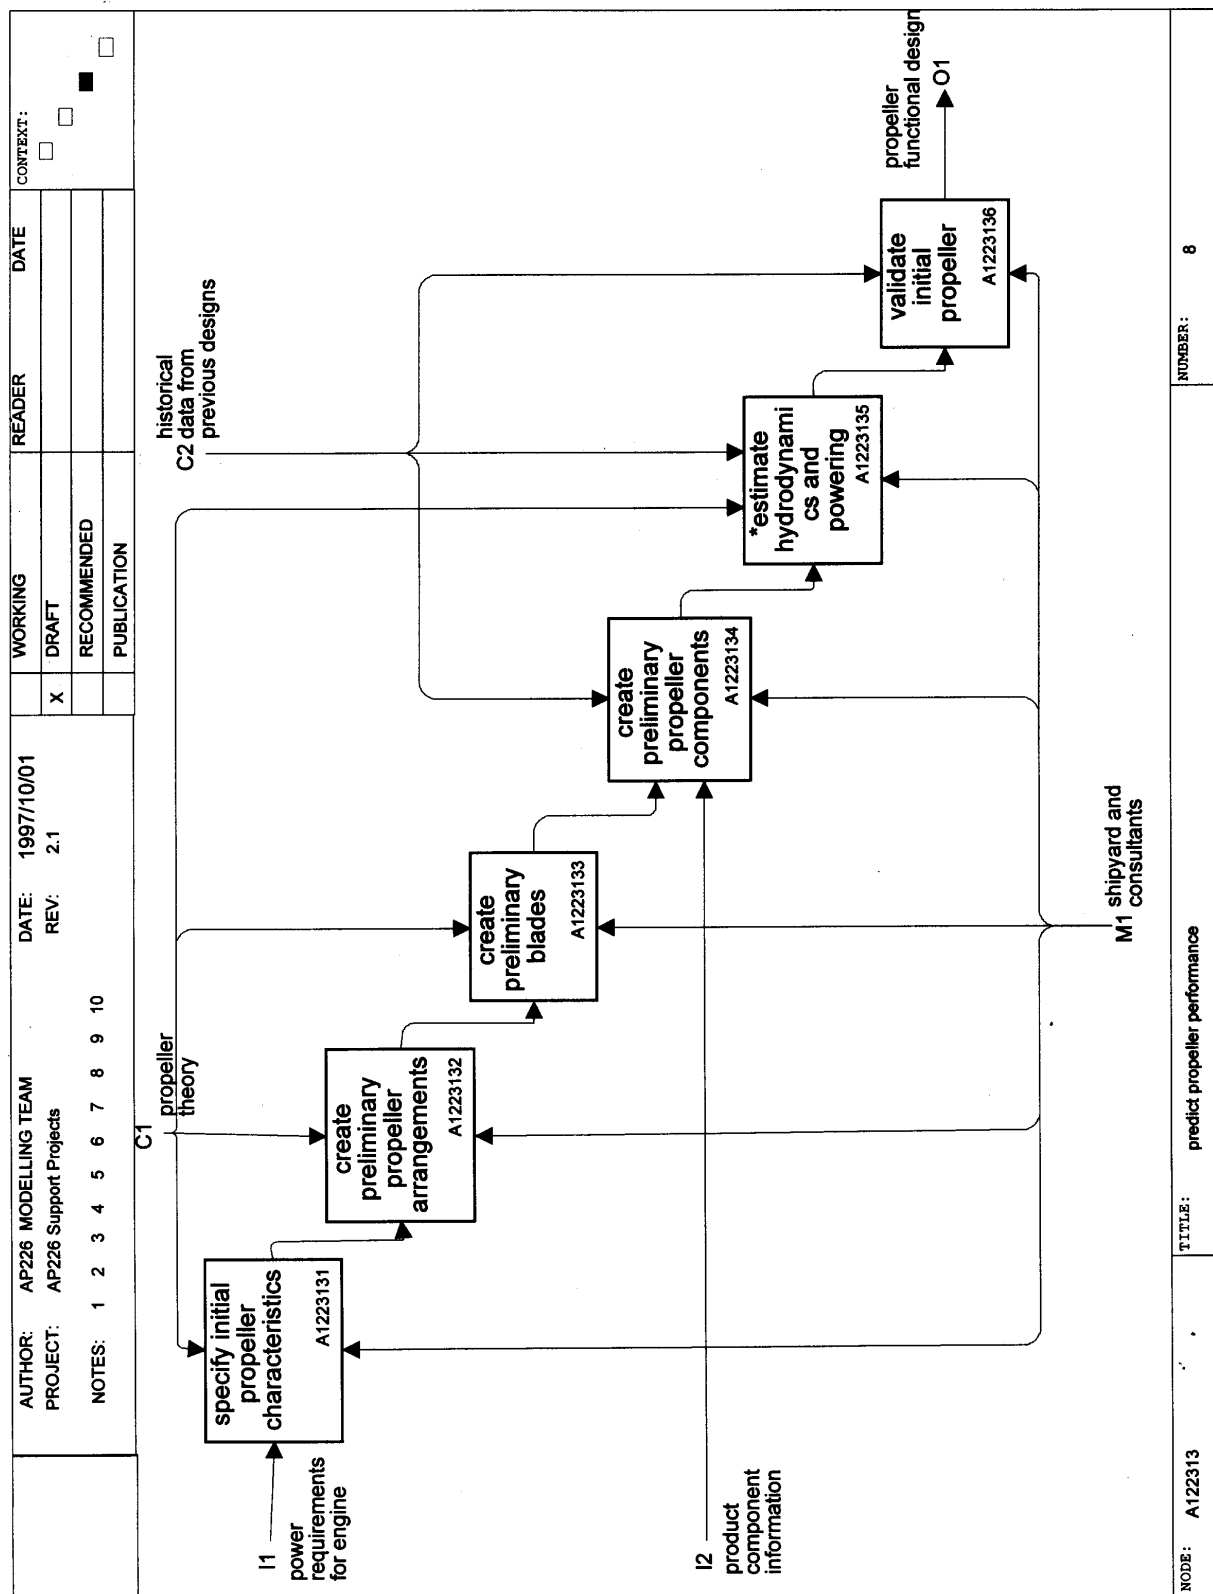 AUTHOR: AP226 MODELLING TEAM
DATE: 1997/10/01
WORKING
READER
DATE
CONTEXT:
PROJECT: AP226 Support Projects
REV: 2.1
X DRAFT
RECOMMENDED
NOTES: 1 2 3 4 5 6 7 8 9 10
PUBLICATION
C1
propeller
theory
historical
C2 data from
previous designs
specify initial
propeller
characteristics
A1223131
I1
power
requirements
for engine
create
preliminary
propeller
arrangements
A1223132
create
preliminary
blades
A1223133
create
preliminary
propeller
components
A1223134
*estimate
hydrodynami
cs and
powering
A1223135
validate
initial
propeller
A1223136
propeller
functional design
O1
I2
product
component
information
M1 shipyard and
consultants
NODE: A122313
TITLE: predict propeller performance
NUMBER: 8